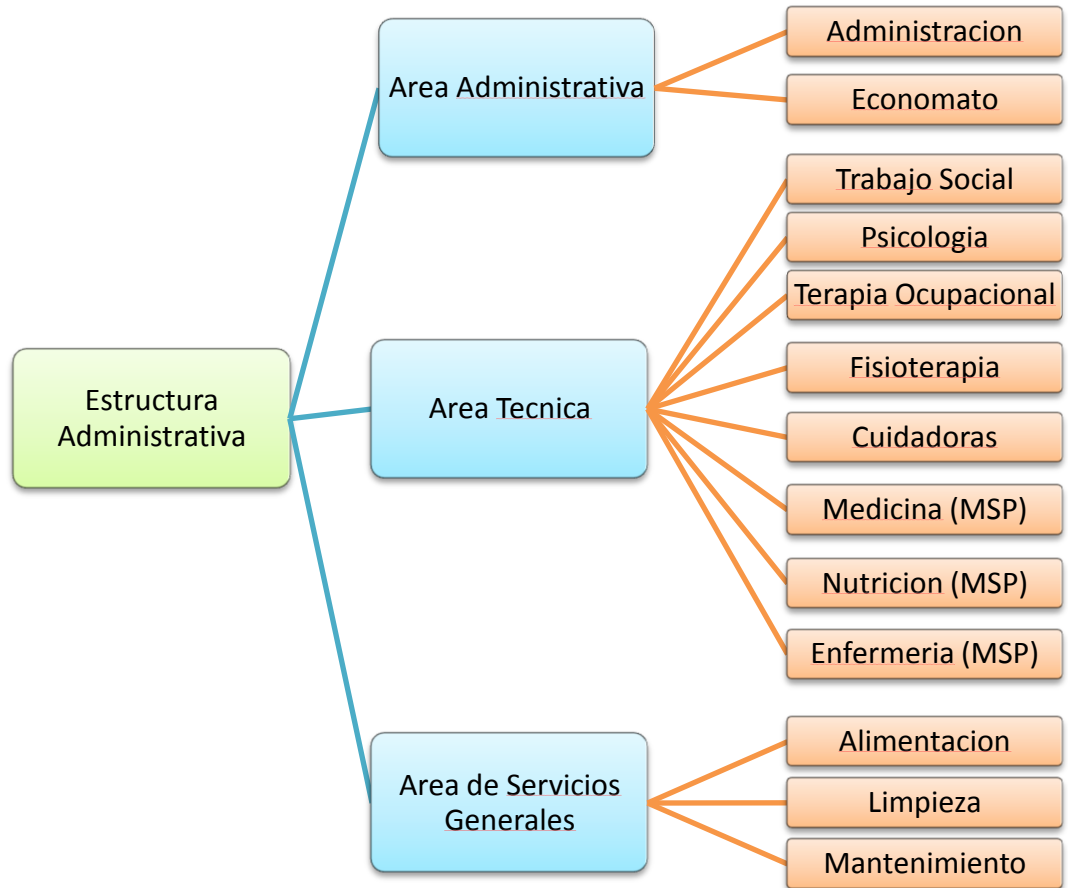 Estructura
Administrativa
Area Administrativa
Administracion
Economato
Area Tecnica
Trabajo Social
Psicologia
Terapia Ocupacional
Fisioterapia
Cuidadoras
Medicina (MSP)
Nutricion (MSP)
Enfermeria (MSP)
Area de Servicios
Generales
Alimentacion
Limpieza
Mantenimiento